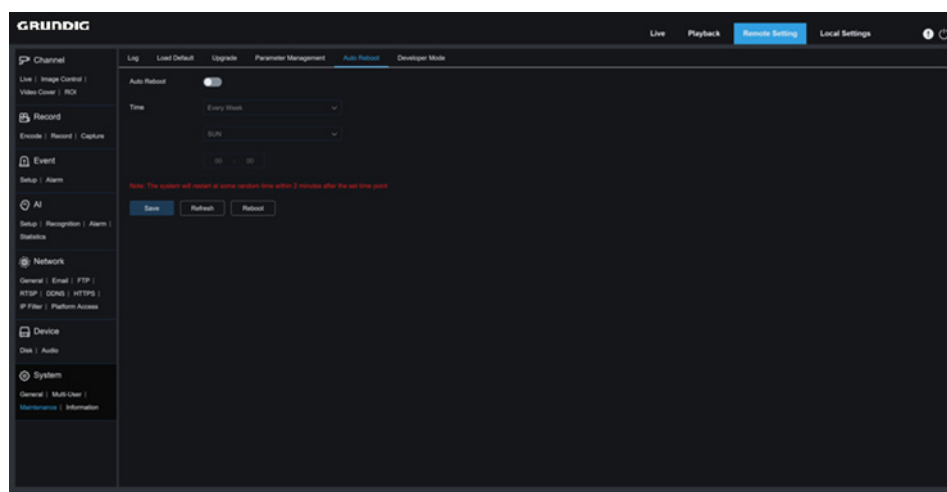 GRUNDIG
Live Playback Remote Setting Local Settings
Channel
Live | Image Control |
Video Cover | ROI
Record
Encode | Record | Capture
Event
Setup | Alarm
AI
Setup | Recognition | Alarm |
Statistics
Network
General | Email | FTP |
RTSP | DDNS | HTTPS |
IP Filter | Platform Access
Device
Disk | Audio
System
General | Multi-User |
Maintenance | Information
Log Load Default Upgrade Parameter Management Auto Reboot Developer Mode
Auto Reboot
Time Every Week
SUN
00 : 00
Note: The system will restart at some random time within 2 minutes after the set time point
Save Refresh Reboot